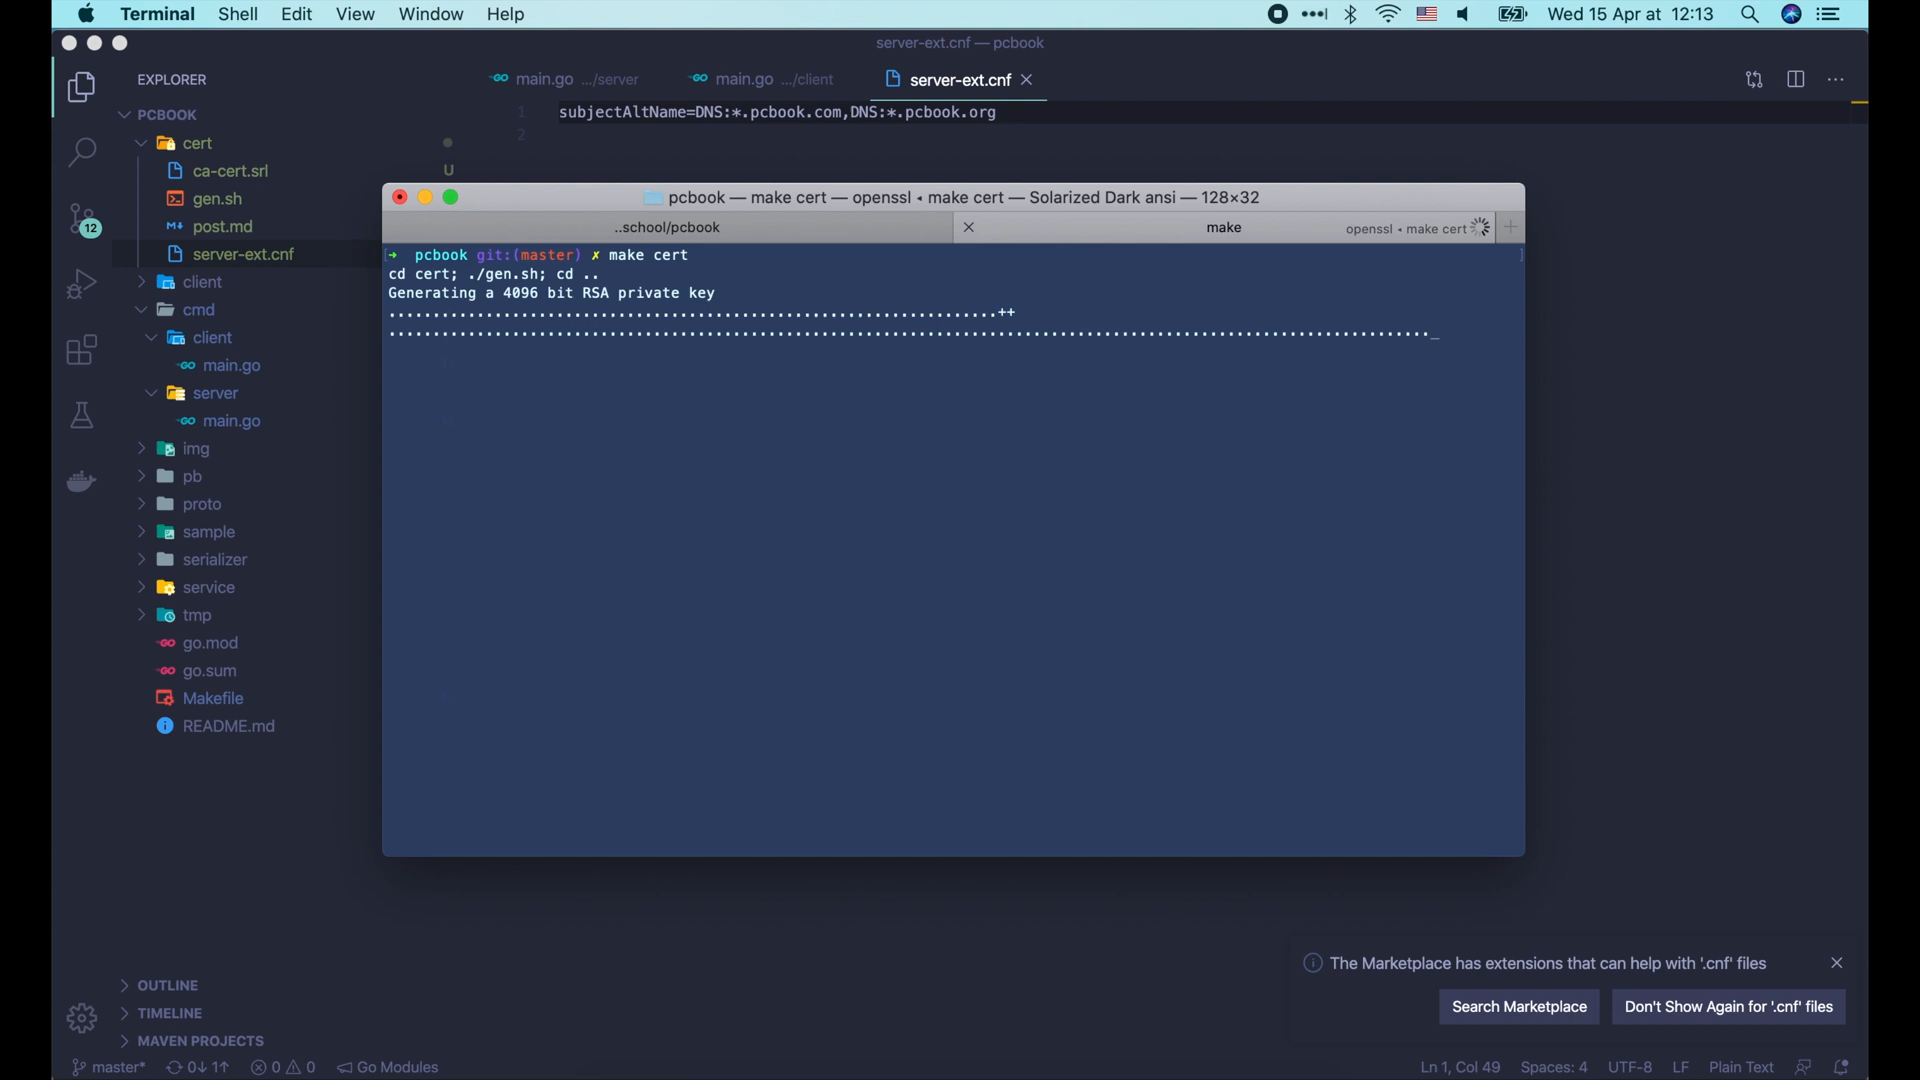 Terminal Shell Edit View Window Help Wed 15 Apr at 12:13
server-ext.cnf — pcbook
EXPLORER
main.go .../server
main.go .../client
server-ext.cnf
PCBOOK
1 subjectAltName=DNS:*.pcbook.com,DNS:*.pcbook.org
2
cert
ca-cert.srl U
gen.sh
post.md
server-ext.cnf
client
cmd
client
main.go
server
main.go
img
pb
proto
sample
serializer
service
tmp
go.mod
go.sum
Makefile
README.md
12
pcbook — make cert — openssl ◂ make cert — Solarized Dark ansi — 128×32
..school/pcbook
make openssl ◂ make cert
[➜ pcbook git:(master) ✗ make cert ]
cd cert; ./gen.sh; cd ..
Generating a 4096 bit RSA private key
.....................................................................++
......................................................................................................................_
The Marketplace has extensions that can help with '.cnf' files
Search Marketplace
Don't Show Again for '.cnf' files
OUTLINE
TIMELINE
MAVEN PROJECTS
master* 0↓ 1↑ 0 0 Go Modules Ln 1, Col 49 Spaces: 4 UTF-8 LF Plain Text